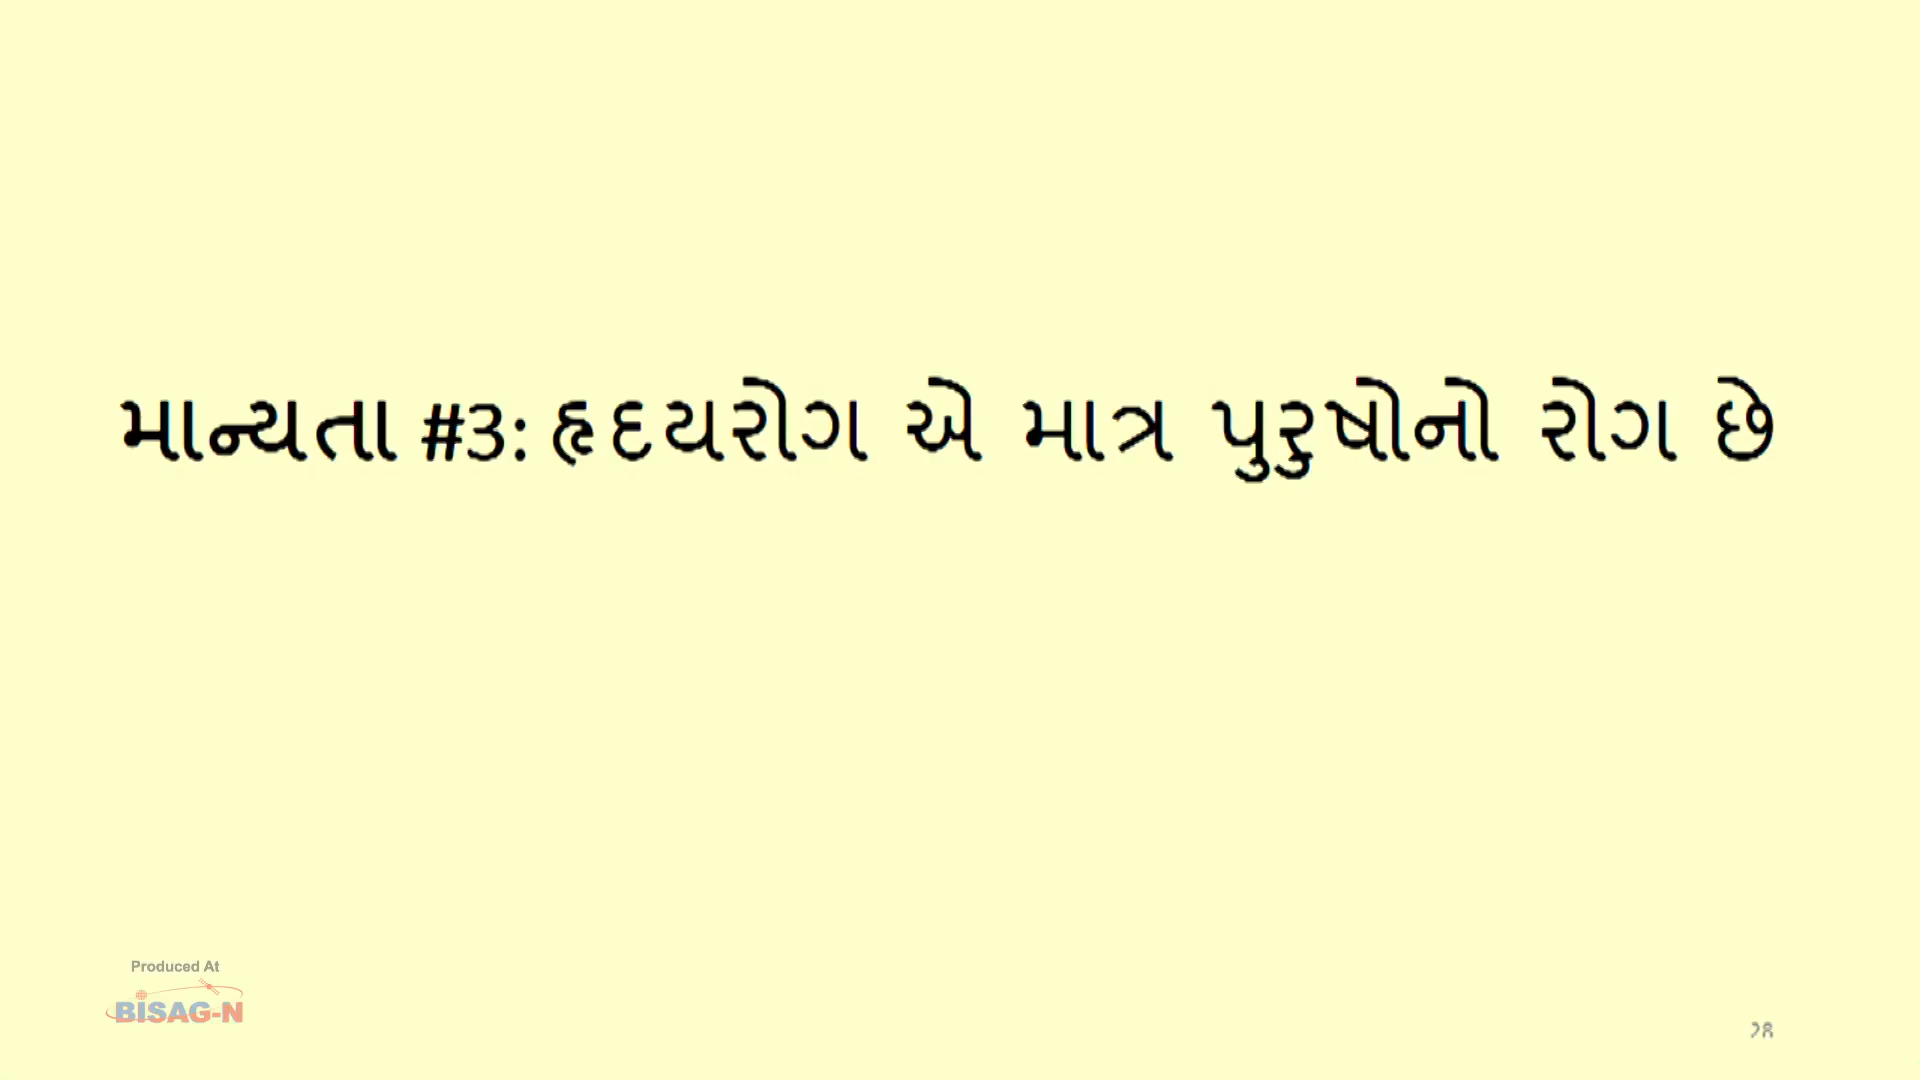 માન્યતા #3: હૃદયરોગ એ માત્ર પુરુષોનો રોગ છે
Produced At
BISAG-N